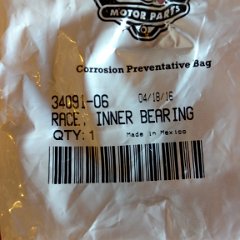 MOTOR PARTS
Corrosion Preventative Bag
34091-06 04/18/16
RACE, INNER BEARING
QTY: 1 Made in Mexico